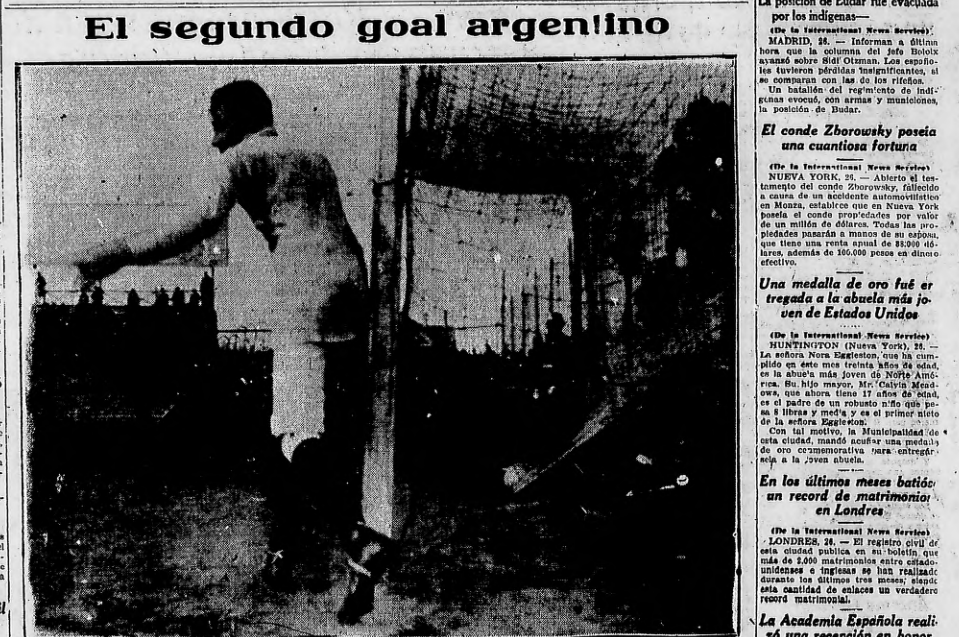 El segundo goal argentino
La posición de Budar fue evacuada
por los indígenas—
(De la International News Service)
MADRID, 26. — Informan a última
hora que la columna del jefe Boloix
avanzó sobre Sidi Otzman. Los españo-
les tuvieron pérdidas insignificantes, si
se comparan con las de los rifeños.
Un batallón del regimiento de indí-
genas evocuó, con armas y municiones,
la posición de Budar.
El conde Zborowsky poseía
una cuantiosa fortuna
(De la International News Service)
NUEVA YORK, 26. — Abierto el tes-
tamento del conde Zborowsky, fallecido
a causa de un accidente automovilístico
en Monza, establece que en Nueva York
poseía el conde propiedades por valor
de un millón de dólares. Todas las pro-
piedades pasarán a manos de su esposa,
que tiene una renta anual de 88.000 dó-
lares, además de 100.000 pesos en dinero
efectivo.
Una medalla de oro fué en
tregada a la abuela más jo-
ven de Estados Unidos
(De la International News Service)
HUNTINGTON (Nueva York), 26. —
La señora Nora Eggleston, que ha cum-
plido en este mes treinta años de edad,
es la abuela más joven de Norte Amé-
rica. Su hijo mayor, Mr. Calvin Mead-
ows, que ahora tiene 17 años de edad,
es el padre de un robusto niño que pe-
sa 8 libras y media y es el primer nieto
de la señora Eggleston.
Con tal motivo, la Municipalidad de
esta ciudad, mandó acuñar una medalla
de oro conmemorativa para entregár-
sela a la joven abuela.
En los últimos meses batióse
un record de matrimonios
en Londres
(De la International News Service)
LONDRES, 26. — El registro civil de
esta ciudad publica en su boletín que
más de 2,000 matrimonios entre estado-
unidenses e inglesas se han realizado
durante los últimos tres meses, siendo
esta cantidad de enlaces un verdadero
record matrimonial.
La Academia Española reali-
zó una recepción en honor